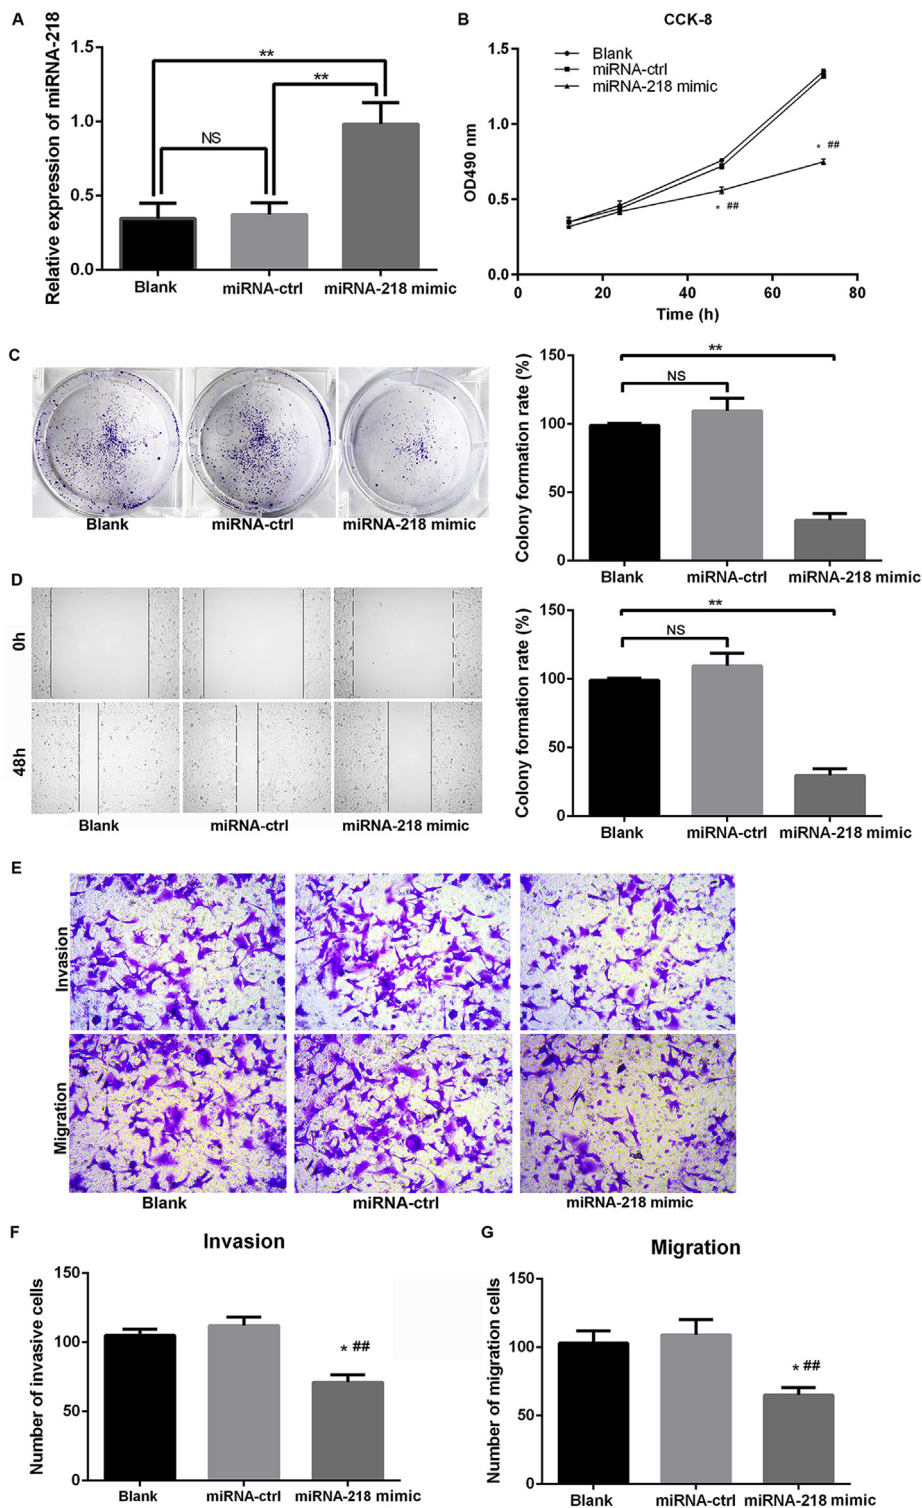 A
Relative expression of miRNA-218
1.5
1.0
0.5
0.0
**
**
NS
Blank
miRNA-ctrl
miRNA-218 mimic
B
CCK-8
OD490 nm
1.5
1.0
0.5
0.0
Blank
miRNA-ctrl
miRNA-218 mimic
* ##
* ##
0
20
40
60
80
Time (h)
C
Blank
miRNA-ctrl
miRNA-218 mimic
Colony formation rate (%)
150
100
50
0
**
NS
Blank
miRNA-ctrl
miRNA-218 mimic
D
0h
48h
Blank
miRNA-ctrl
miRNA-218 mimic
Colony formation rate (%)
150
100
50
0
**
NS
Blank
miRNA-ctrl
miRNA-218 mimic
E
Invasion
Migration
Blank
miRNA-ctrl
miRNA-218 mimic
F
Invasion
Number of invasive cells
150
100
50
0
* ##
Blank
miRNA-ctrl
miRNA-218 mimic
G
Migration
Number of migration cells
150
100
50
0
* ##
Blank
miRNA-ctrl
miRNA-218 mimic